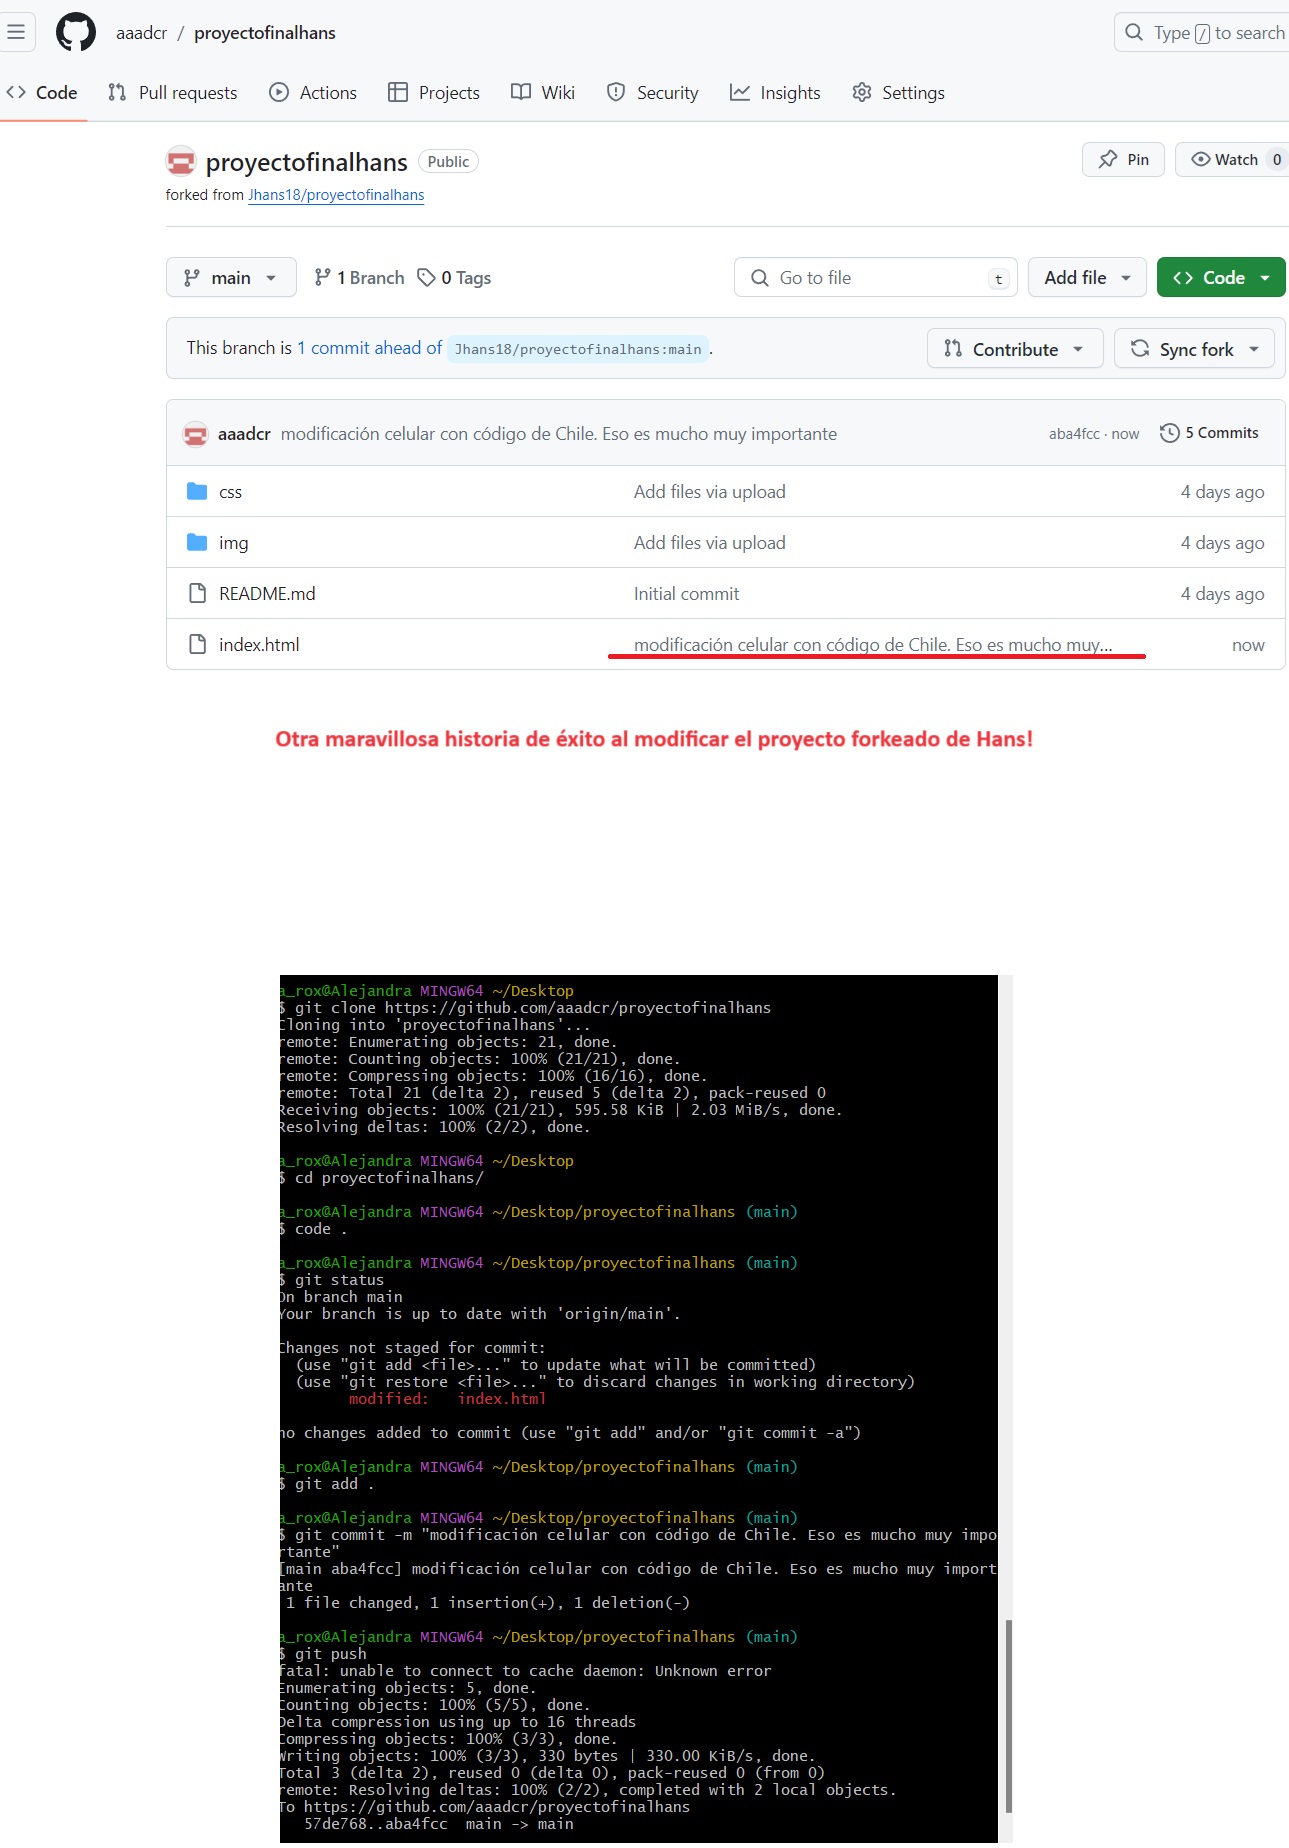 aaadcr / proyectofinalhans
Type / to search
Code Pull requests Actions Projects Wiki Security Insights Settings
proyectofinalhans Public
Pin Watch 0
forked from Jhans18/proyectofinalhans
main 1 Branch 0 Tags Go to file t Add file Code
This branch is 1 commit ahead of Jhans18/proyectofinalhans:main . Contribute Sync fork
aaadcr modificación celular con código de Chile. Eso es mucho muy importante aba4fcc · now 5 Commits
css Add files via upload 4 days ago
img Add files via upload 4 days ago
README.md Initial commit 4 days ago
index.html modificación celular con código de Chile. Eso es mucho muy... now
Otra maravillosa historia de éxito al modificar el proyecto forkeado de Hans!
a_rox@Alejandra MINGW64 ~/Desktop
$ git clone https://github.com/aaadcr/proyectofinalhans
Cloning into 'proyectofinalhans'...
remote: Enumerating objects: 21, done.
remote: Counting objects: 100% (21/21), done.
remote: Compressing objects: 100% (16/16), done.
remote: Total 21 (delta 2), reused 5 (delta 2), pack-reused 0
Receiving objects: 100% (21/21), 595.58 KiB | 2.03 MiB/s, done.
Resolving deltas: 100% (2/2), done.
a_rox@Alejandra MINGW64 ~/Desktop
$ cd proyectofinalhans/
a_rox@Alejandra MINGW64 ~/Desktop/proyectofinalhans (main)
$ code .
a_rox@Alejandra MINGW64 ~/Desktop/proyectofinalhans (main)
$ git status
On branch main
Your branch is up to date with 'origin/main'.
Changes not staged for commit:
(use "git add <file>..." to update what will be committed)
(use "git restore <file>..." to discard changes in working directory)
modified: index.html
no changes added to commit (use "git add" and/or "git commit -a")
a_rox@Alejandra MINGW64 ~/Desktop/proyectofinalhans (main)
$ git add .
a_rox@Alejandra MINGW64 ~/Desktop/proyectofinalhans (main)
$ git commit -m "modificación celular con código de Chile. Eso es mucho muy impo
rtante"
[main aba4fcc] modificación celular con código de Chile. Eso es mucho muy import
ante
1 file changed, 1 insertion(+), 1 deletion(-)
a_rox@Alejandra MINGW64 ~/Desktop/proyectofinalhans (main)
$ git push
fatal: unable to connect to cache daemon: Unknown error
Enumerating objects: 5, done.
Counting objects: 100% (5/5), done.
Delta compression using up to 16 threads
Compressing objects: 100% (3/3), done.
Writing objects: 100% (3/3), 330 bytes | 330.00 KiB/s, done.
Total 3 (delta 2), reused 0 (delta 0), pack-reused 0 (from 0)
remote: Resolving deltas: 100% (2/2), completed with 2 local objects.
To https://github.com/aaadcr/proyectofinalhans
57de768..aba4fcc main -> main